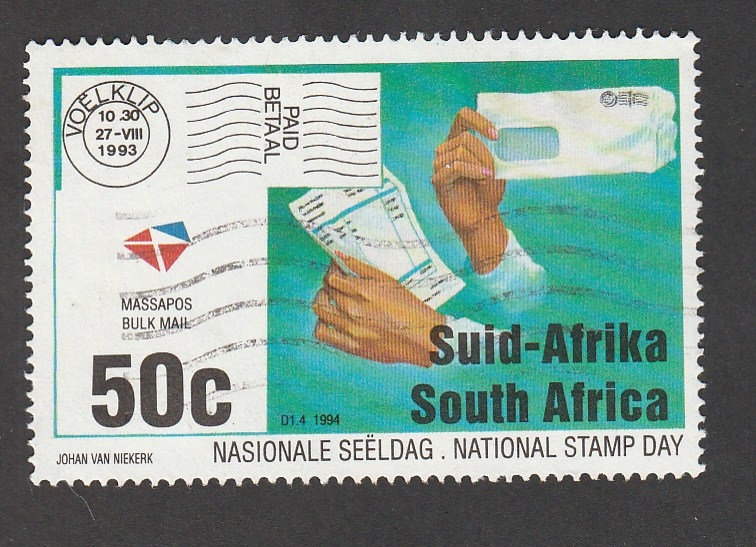 VOËLKLIP
10.30
27-VIII
1993
PAID
BETAAL
MASSAPOS
BULK MAIL
50c
Suid-Afrika
South Africa
D1.4 1994
JOHAN VAN NIEKERK
NASIONALE SEËLDAG . NATIONAL STAMP DAY